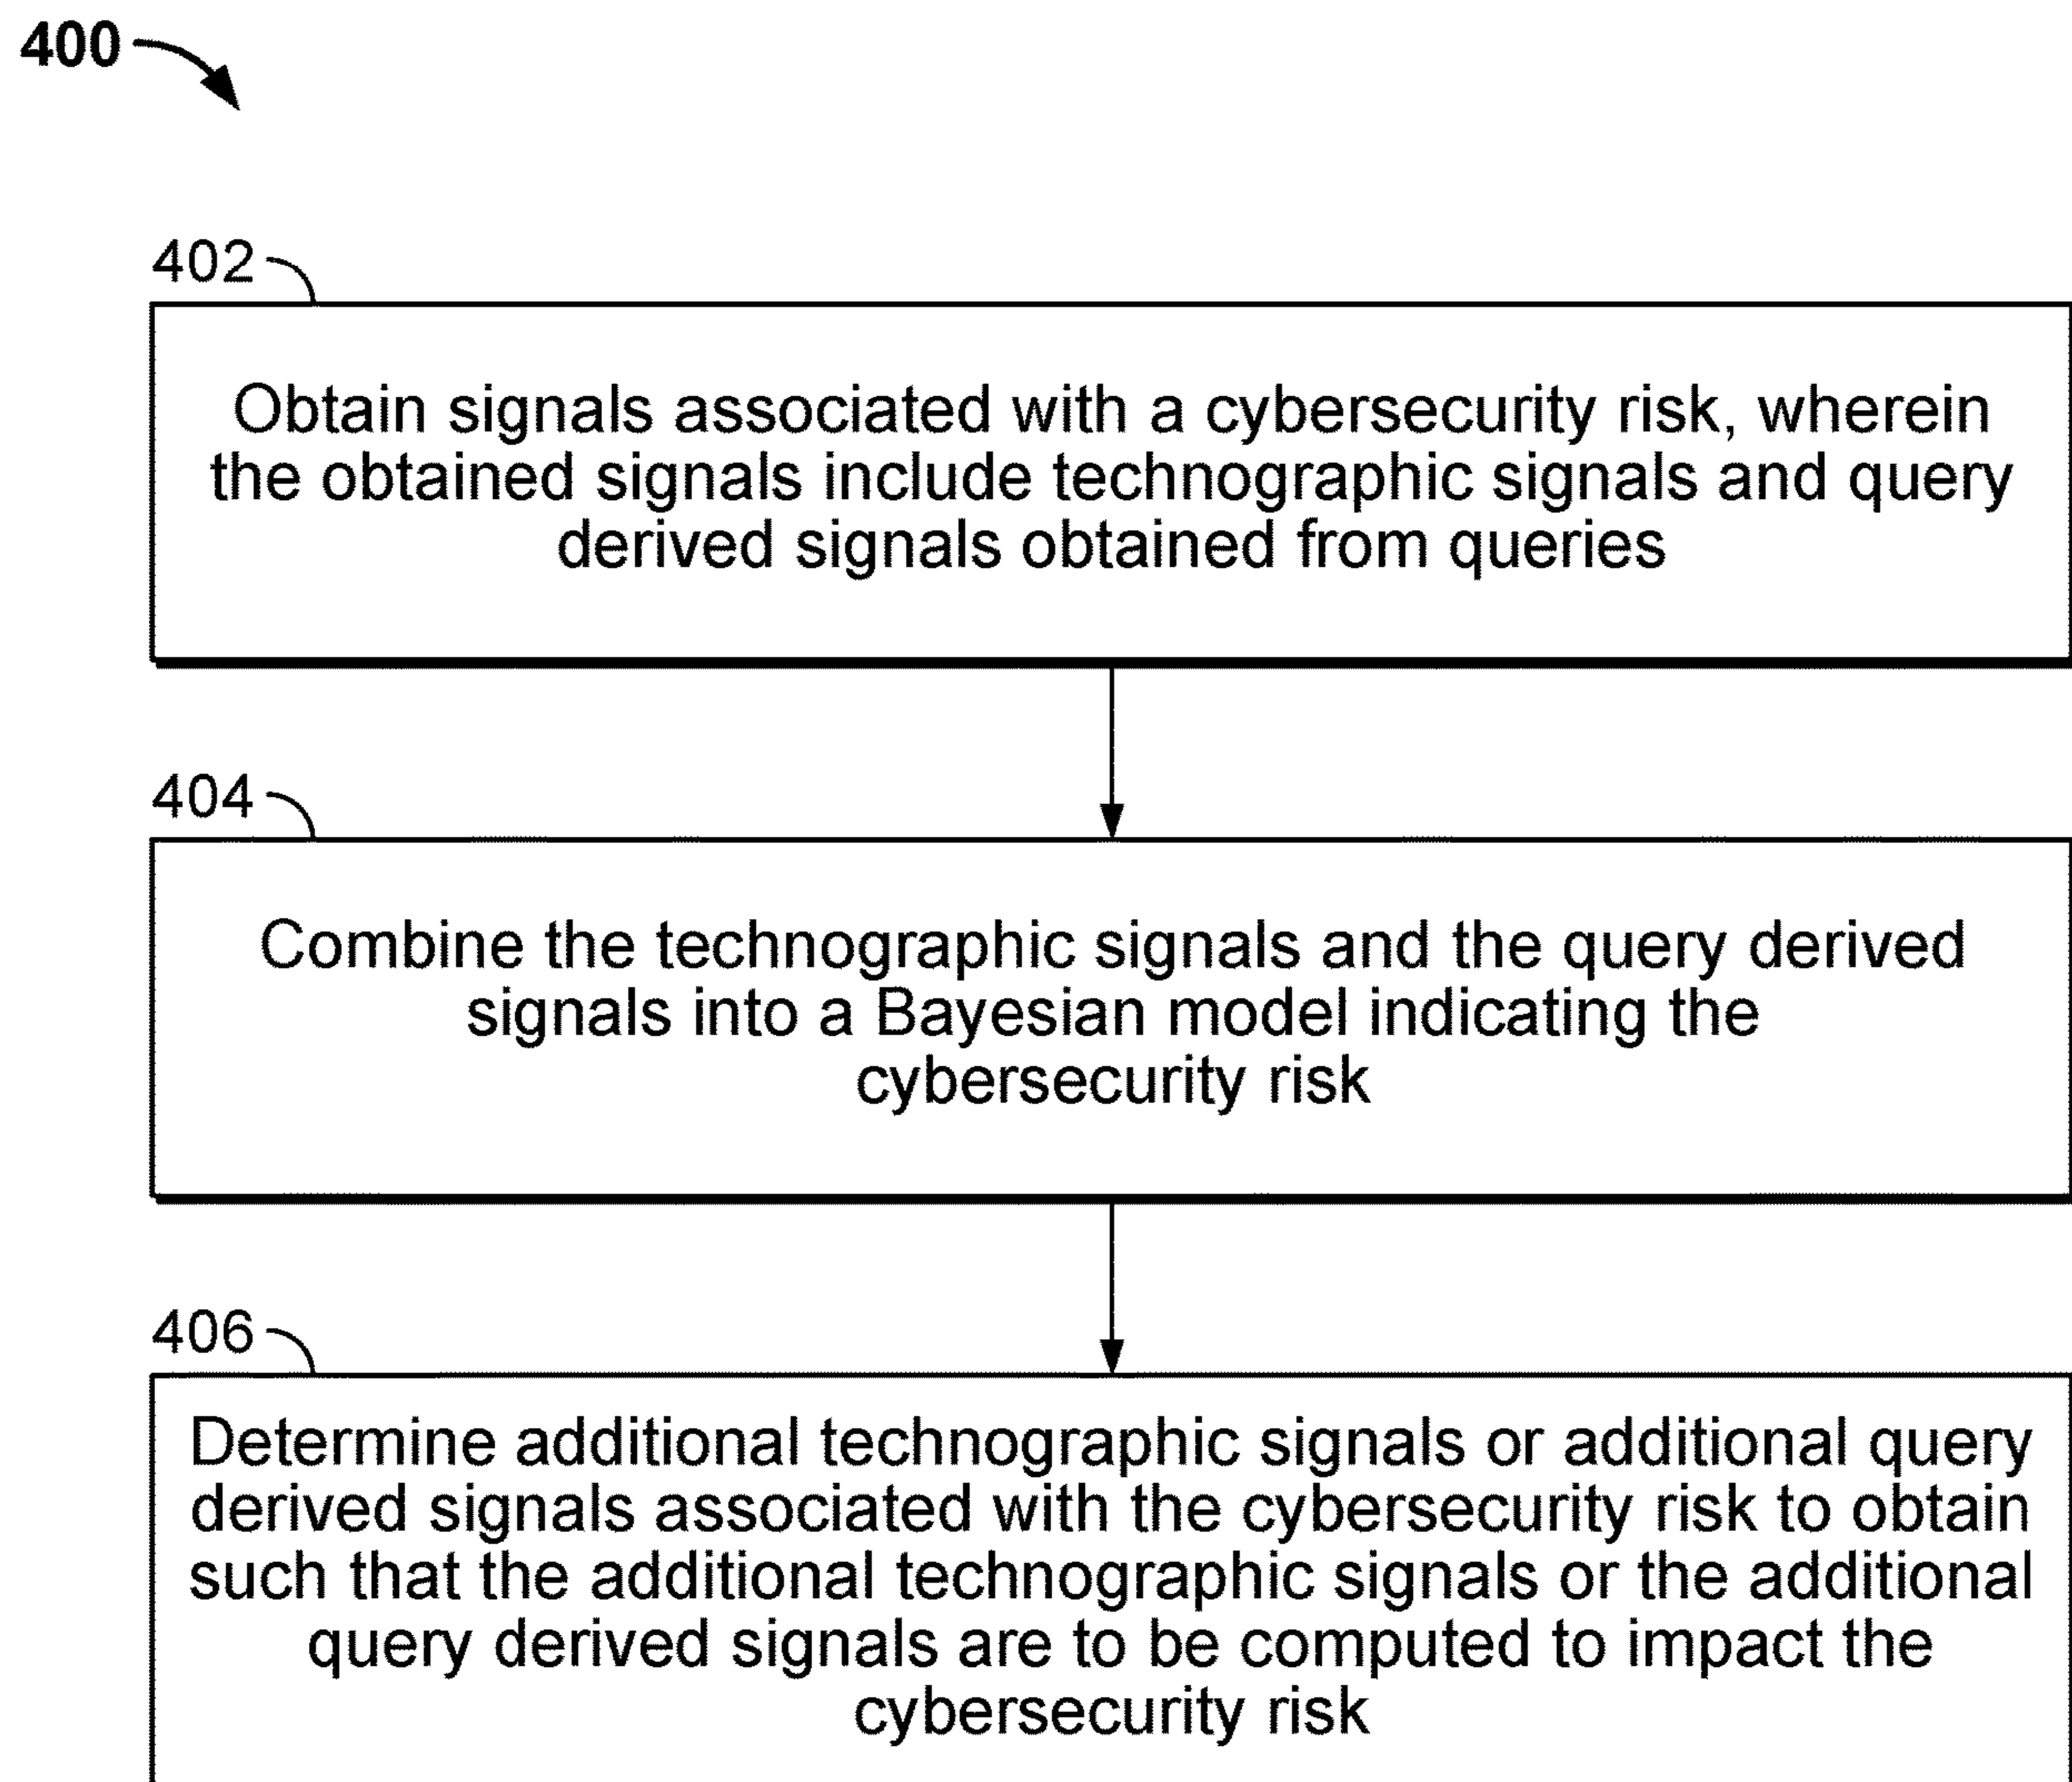 400
402
Obtain signals associated with a cybersecurity risk, wherein
the obtained signals include technographic signals and query
derived signals obtained from queries
404
Combine the technographic signals and the query derived
signals into a Bayesian model indicating the
cybersecurity risk
406
Determine additional technographic signals or additional query
derived signals associated with the cybersecurity risk to obtain
such that the additional technographic signals or the additional
query derived signals are to be computed to impact the
cybersecurity risk